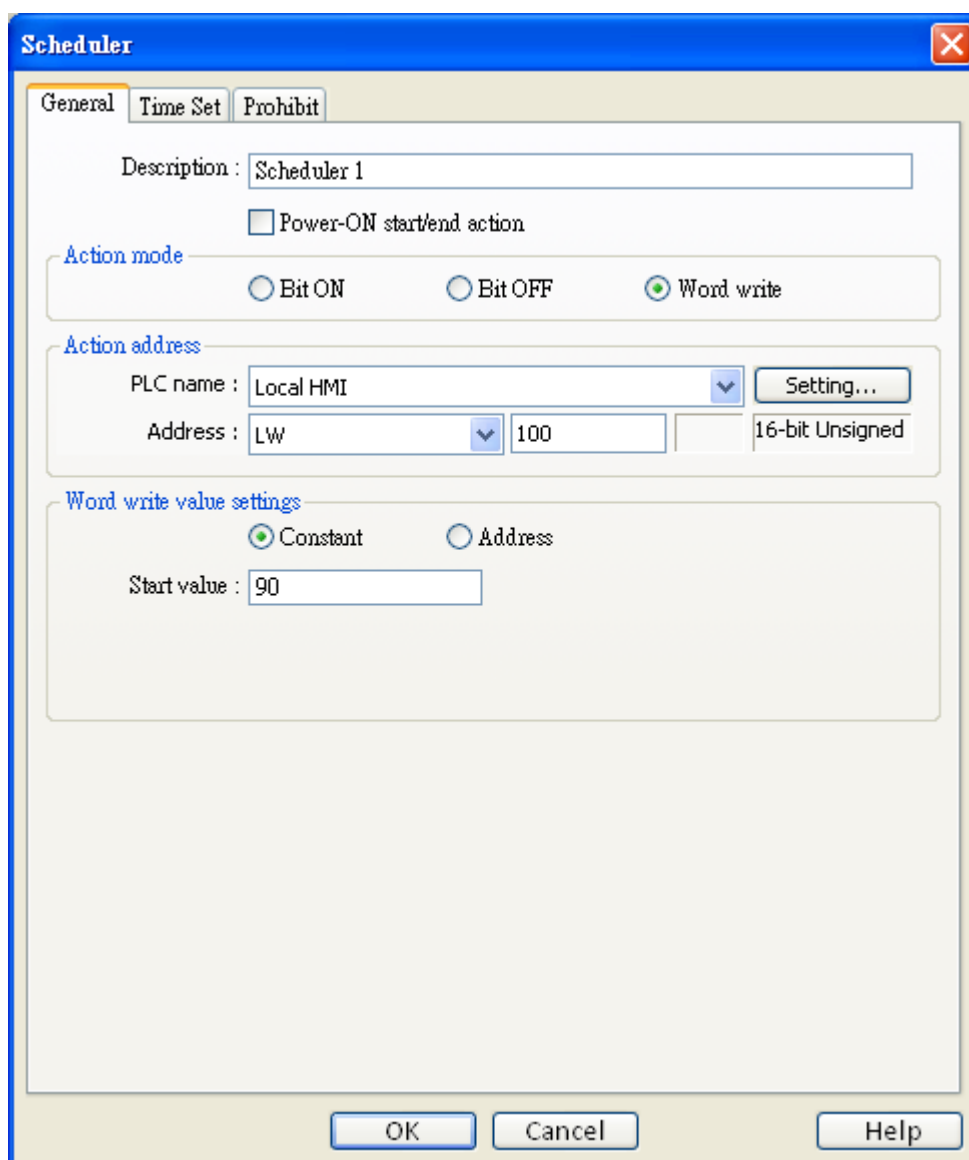 Scheduler
General Time Set Prohibit
Description : Scheduler 1
Power-ON start/end action
Action mode
Bit ON Bit OFF Word write
Action address
PLC name : Local HMI Setting...
Address : LW 100 16-bit Unsigned
Word write value settings
Constant Address
Start value : 90
OK Cancel Help